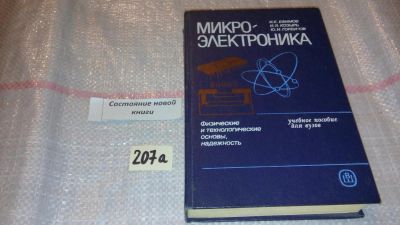 И.Е. ЕФИМОВ
И.Я. КОЗЫРЬ
Ю.И. ГОРБУНОВ
МИКРО-
ЭЛЕКТРОНИКА
Физические
и технологические
основы,
надежность
учебное пособие
для вузов
Состояние новой
книги
207а